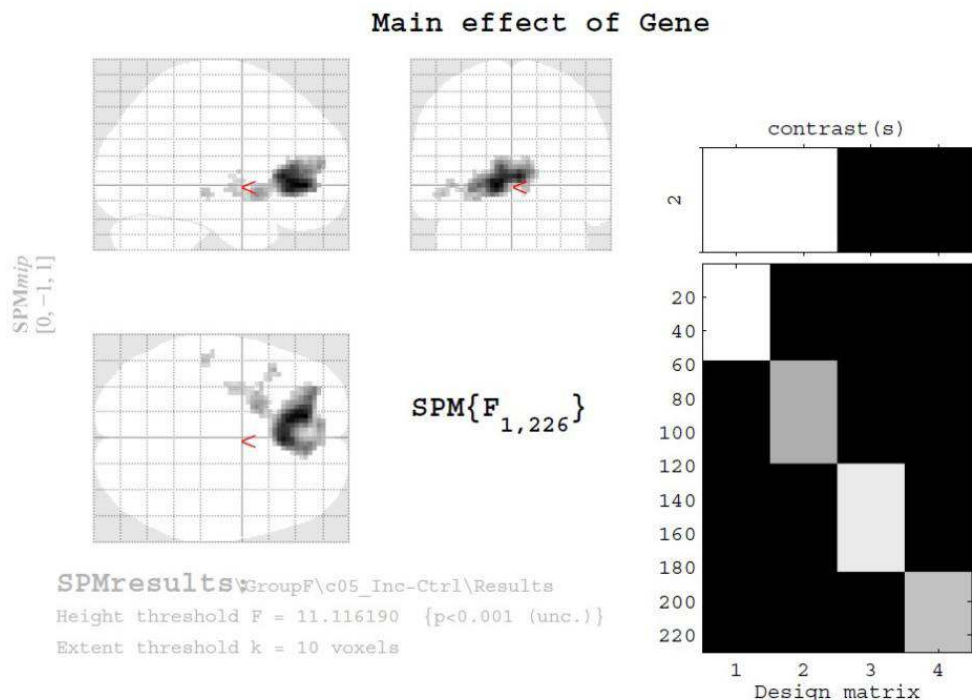 Main effect of Gene
SPMmip
[0, -1, 1]
<
<
<
SPM{F1,226}
SPMresults:\GroupF\c05_Inc-Ctrl\Results
Height threshold F = 11.116190 {p<0.001 (unc.)}
Extent threshold k = 10 voxels
contrast(s)
2
20
40
60
80
100
120
140
160
180
200
220
1 2 3 4
Design matrix